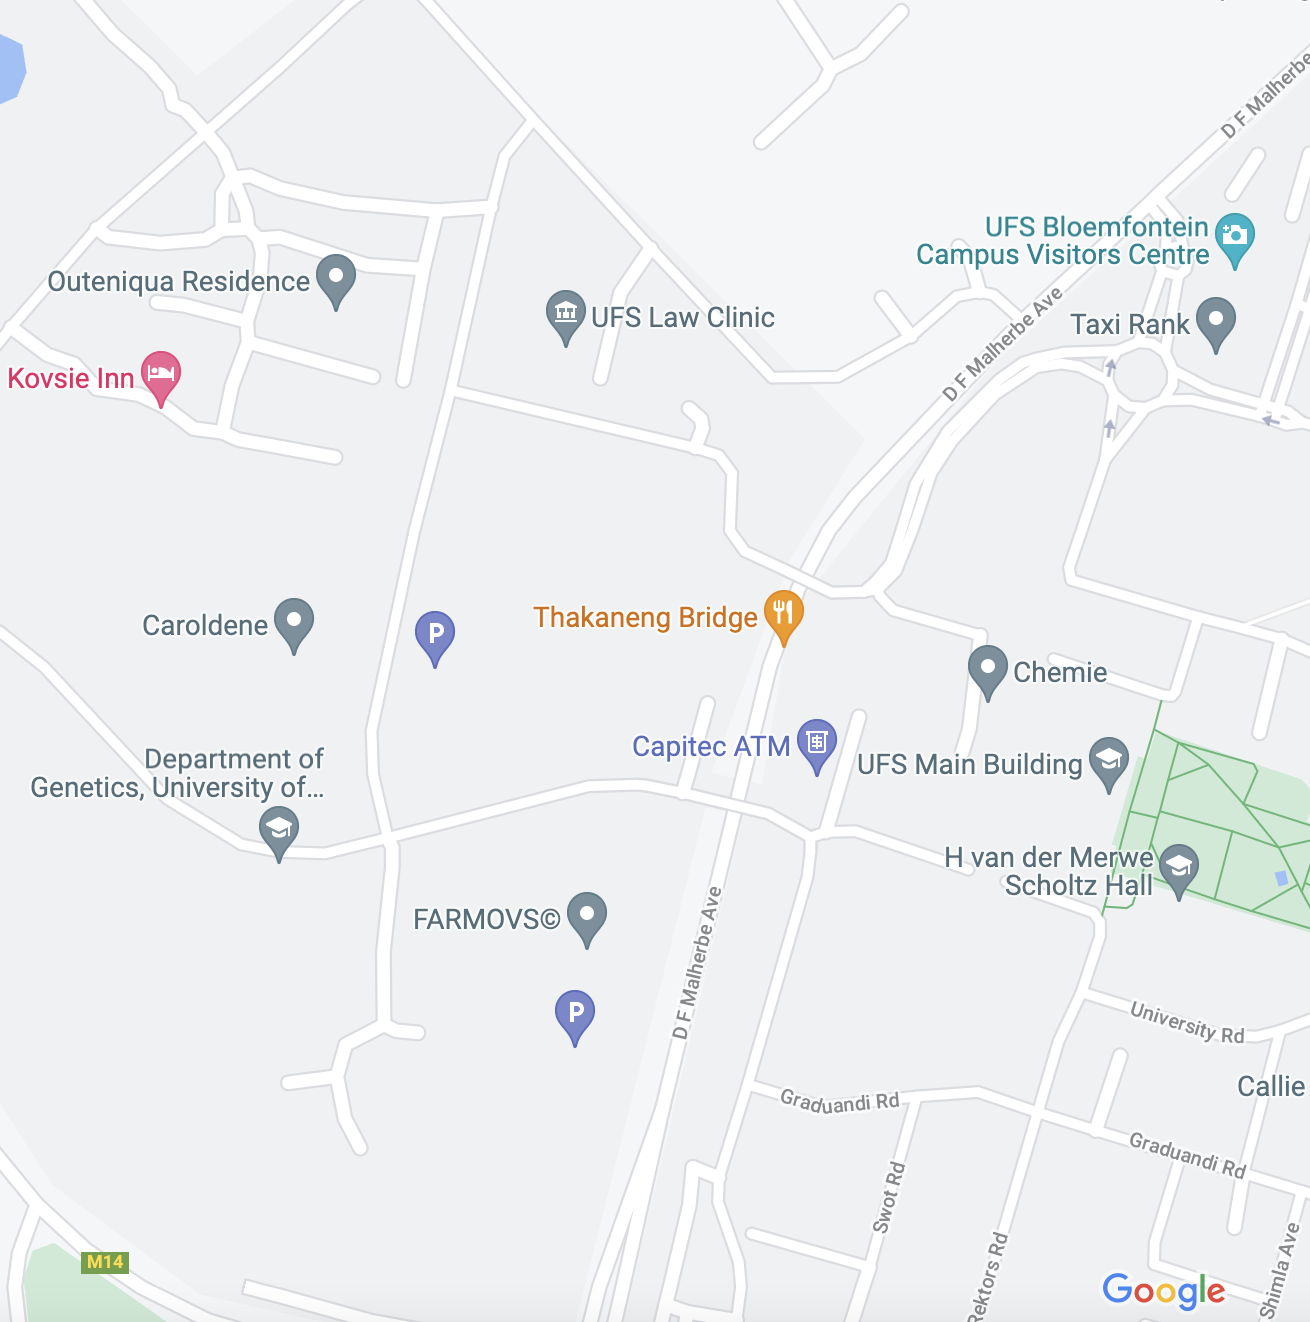 D F Malherbe
UFS Bloemfontein
Campus Visitors Centre
Outeniqua Residence
UFS Law Clinic
Taxi Rank
D F Malherbe Ave
Kovsie Inn
Thakaneng Bridge
Caroldene
P
Chemie
Capitec ATM
Department of
Genetics, University of...
UFS Main Building
H van der Merwe
Scholtz Hall
FARMOVS©
D F Malherbe Ave
P
University Rd
Callie
Graduandi Rd
Graduandi Rd
Swot Rd
M14
Rektors Rd
Shimla Ave
Google